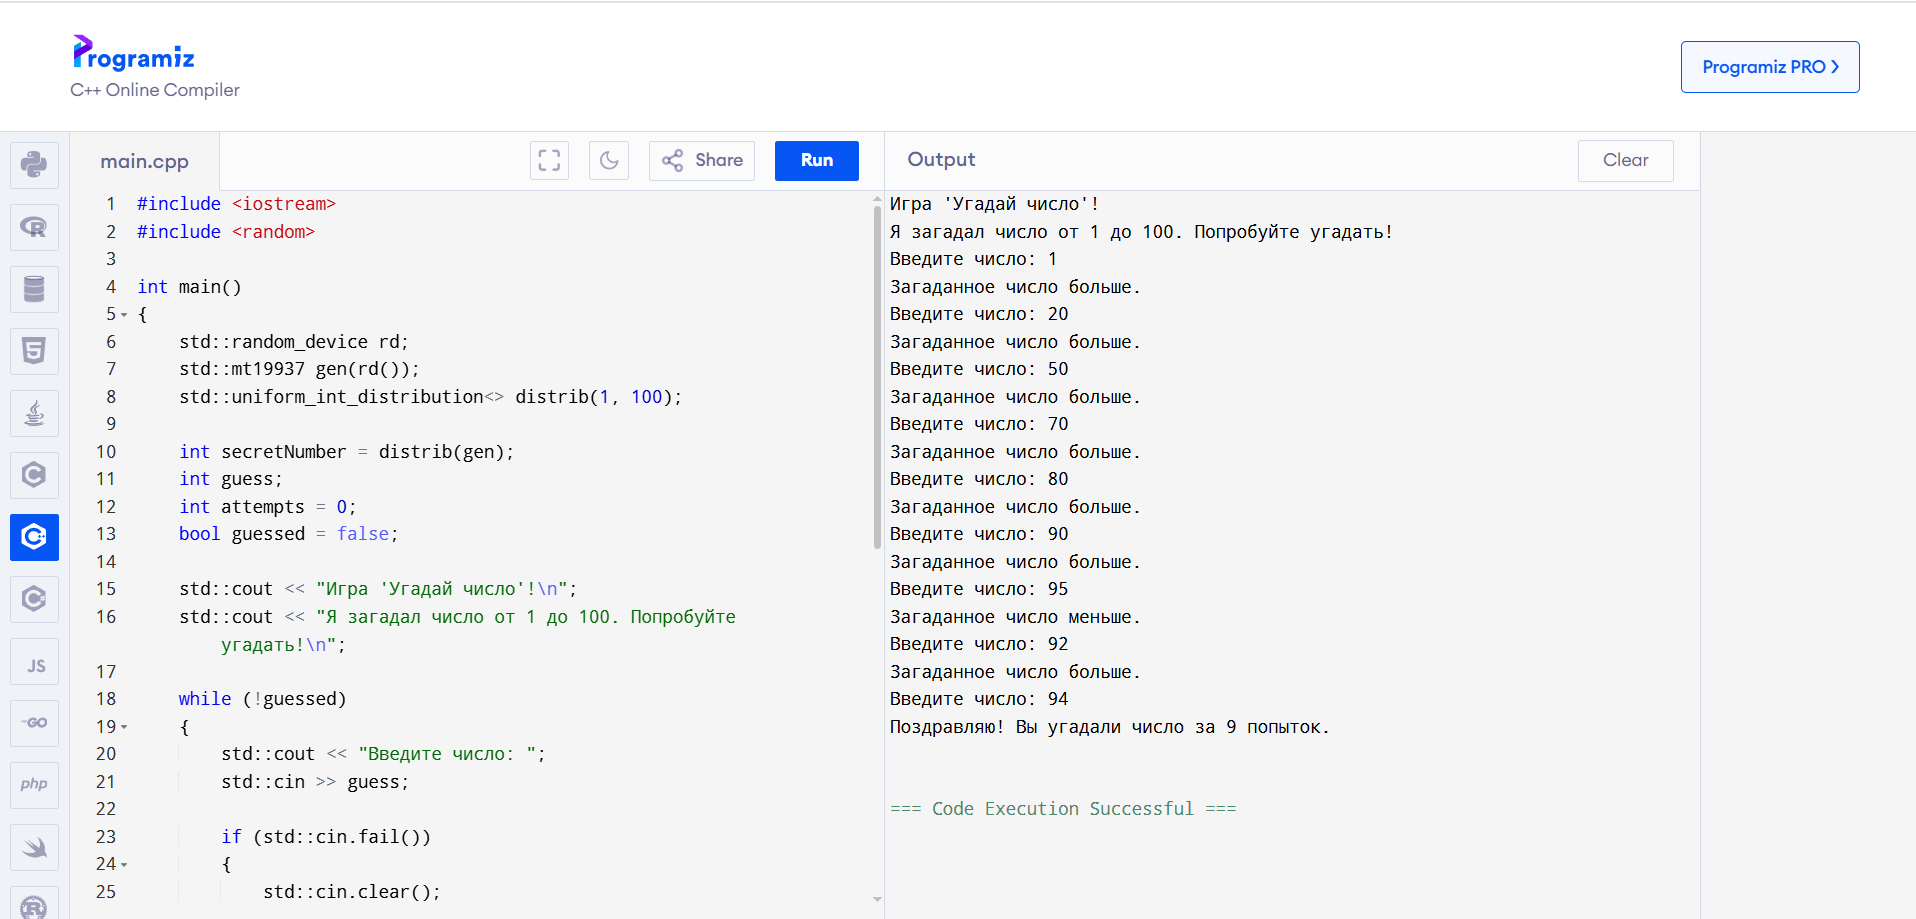 Programiz
C++ Online Compiler
Programiz PRO
main.cpp
Share
Run
Output
Clear
1 #include <iostream>
2 #include <random>
3
4 int main()
5 {
6 std::random_device rd;
7 std::mt19937 gen(rd());
8 std::uniform_int_distribution<> distrib(1, 100);
9
10 int secretNumber = distrib(gen);
11 int guess;
12 int attempts = 0;
13 bool guessed = false;
14
15 std::cout << "Игра 'Угадай число'!\n";
16 std::cout << "Я загадал число от 1 до 100. Попробуйте
угадать!\n";
17
18 while (!guessed)
19 {
20 std::cout << "Введите число: ";
21 std::cin >> guess;
22
23 if (std::cin.fail())
24 {
25 std::cin.clear();
Игра 'Угадай число'!
Я загадал число от 1 до 100. Попробуйте угадать!
Введите число: 1
Загаданное число больше.
Введите число: 20
Загаданное число больше.
Введите число: 50
Загаданное число больше.
Введите число: 70
Загаданное число больше.
Введите число: 80
Загаданное число больше.
Введите число: 90
Загаданное число больше.
Введите число: 95
Загаданное число меньше.
Введите число: 92
Загаданное число больше.
Введите число: 94
Поздравляю! Вы угадали число за 9 попыток.
=== Code Execution Successful ===
JS
GO
php